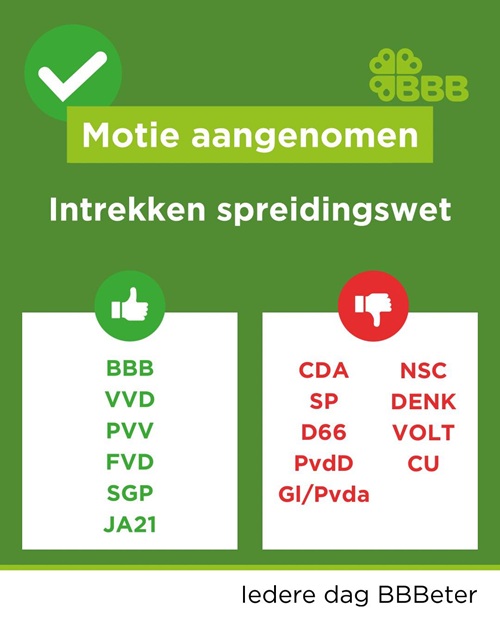 BBB
Motie aangenomen
Intrekken spreidingswet
BBB
VVD
PVV
FVD
SGP
JA21
CDA
SP
D66
PvdD
Gl/Pvda
NSC
DENK
VOLT
CU
Iedere dag BBBeter